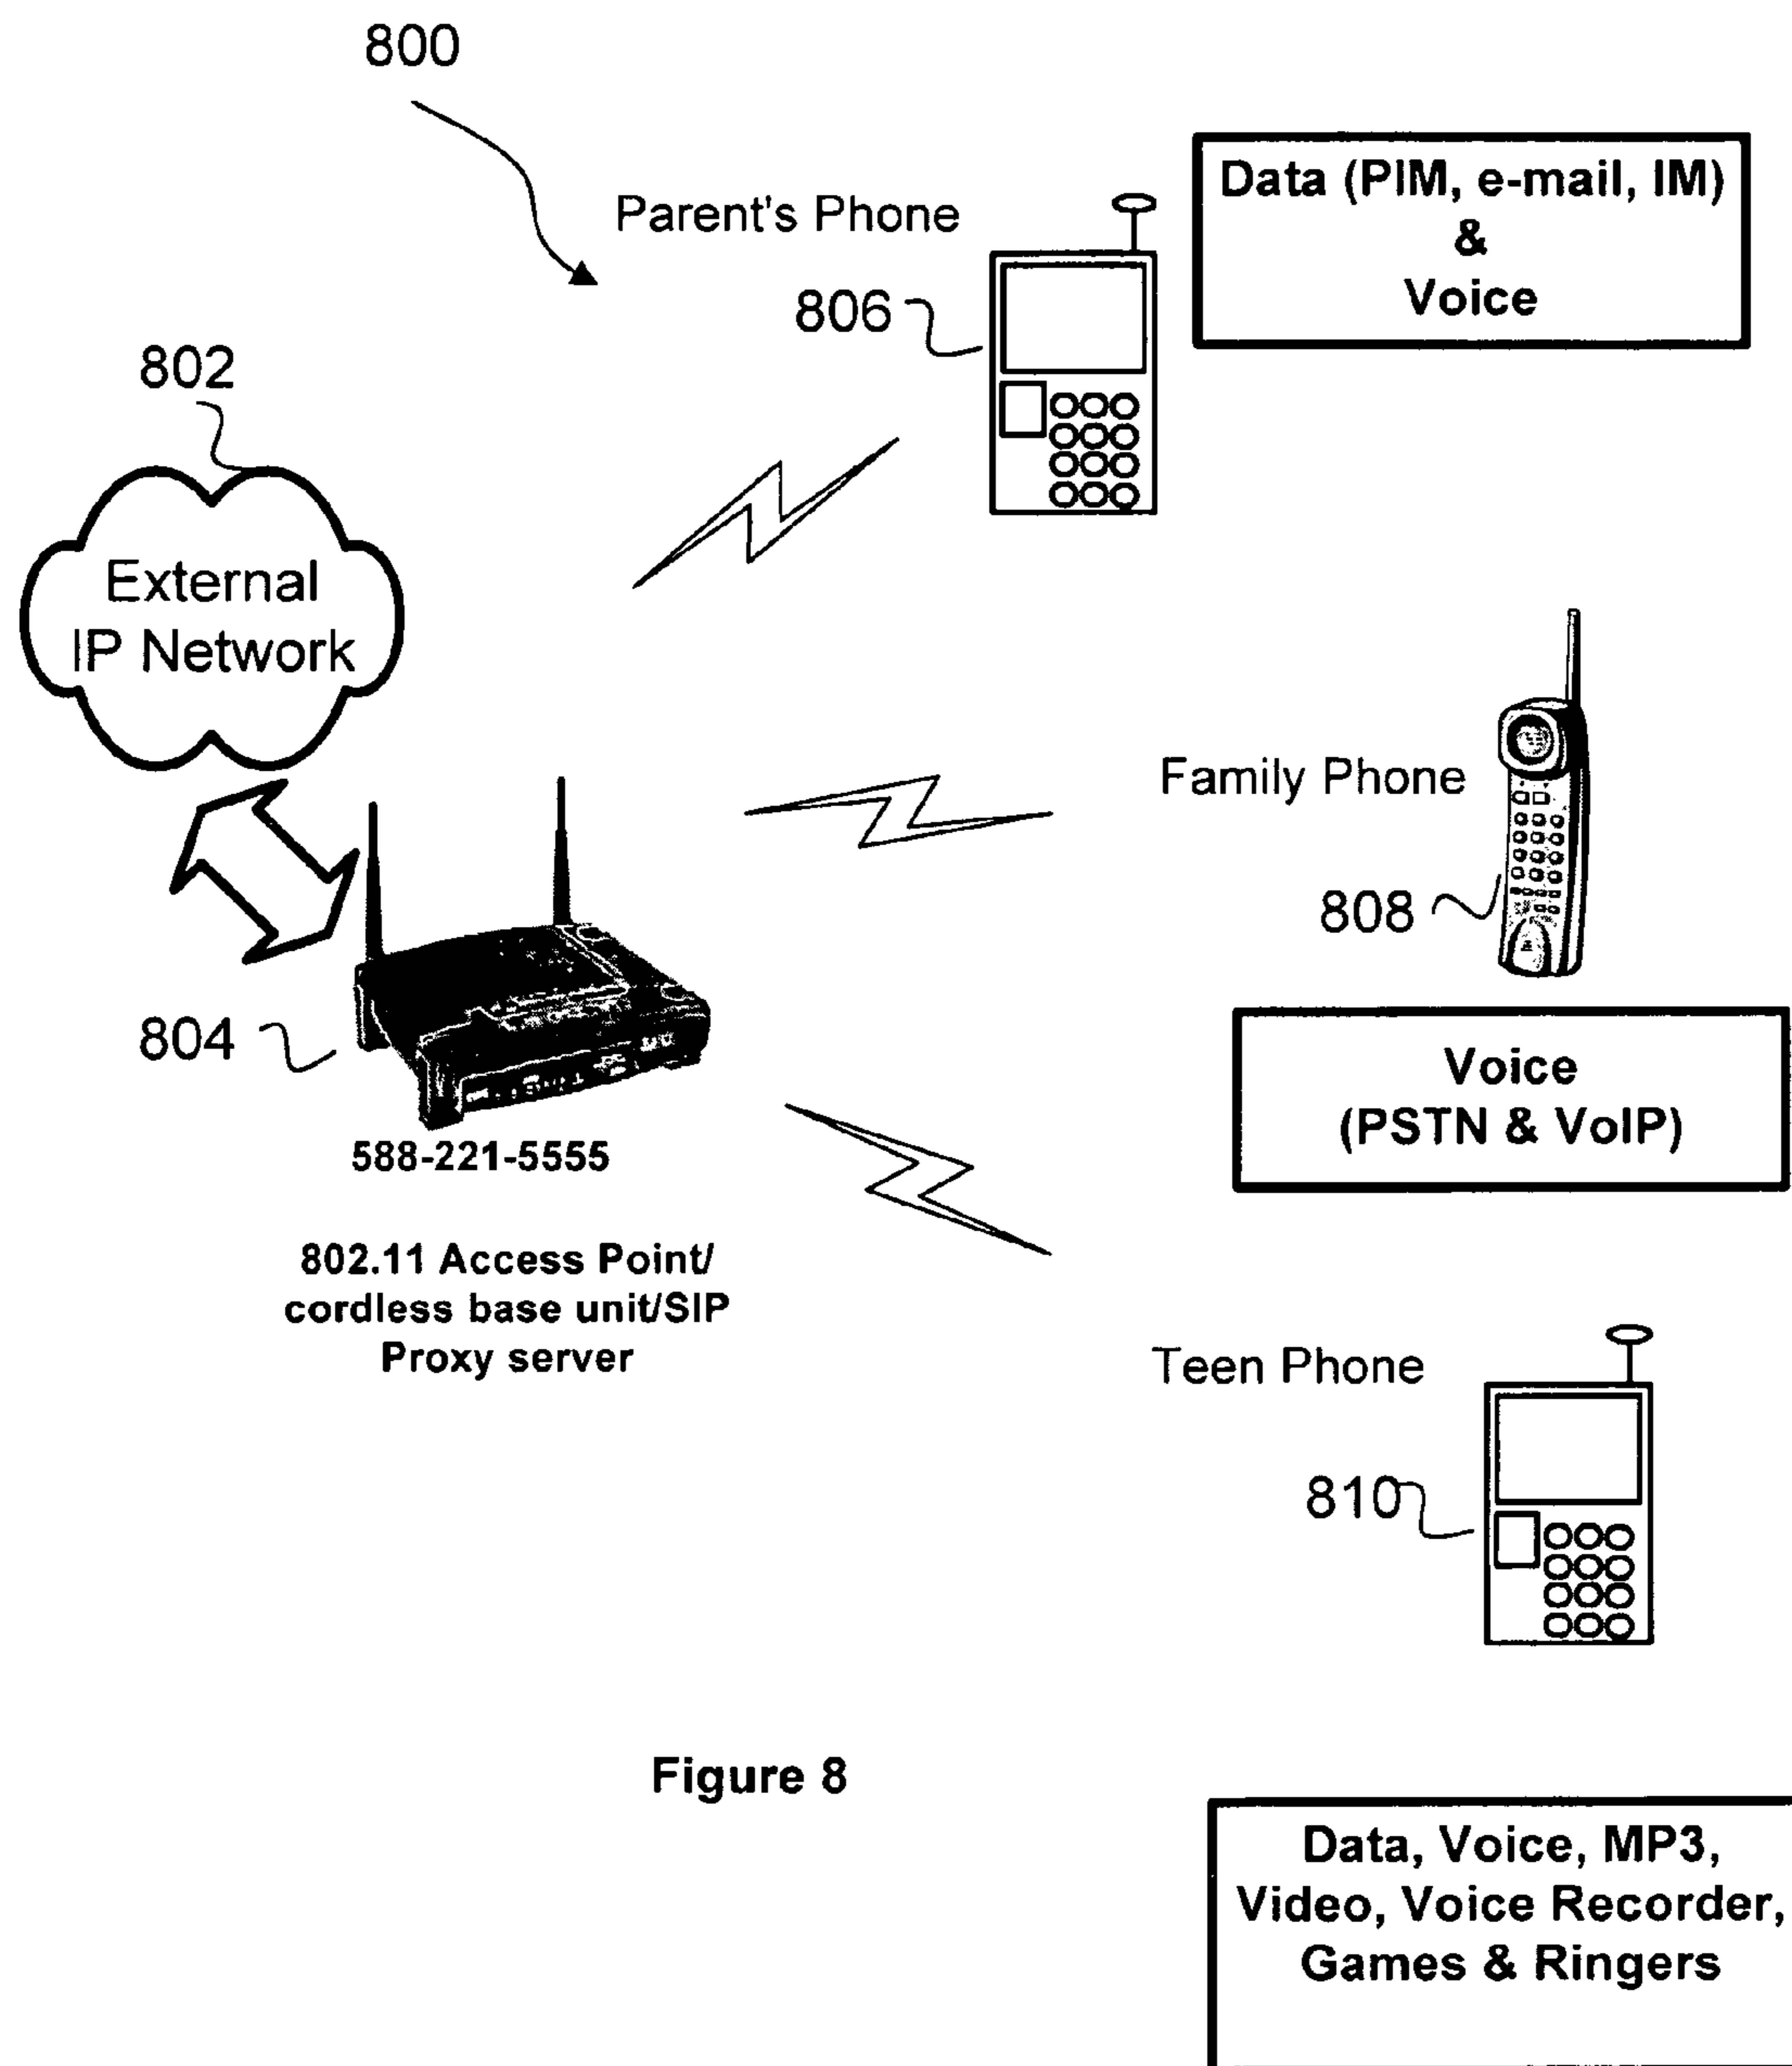 800
Parent's Phone
Data (PIM, e-mail, IM)
&
Voice
806
802
External
IP Network
Family Phone
808
804
Voice
(PSTN & VoIP)
588-221-5555
802.11 Access Point/
cordless base unit/SIP
Proxy server
Teen Phone
810
Figure 8
Data, Voice, MP3,
Video, Voice Recorder,
Games & Ringers